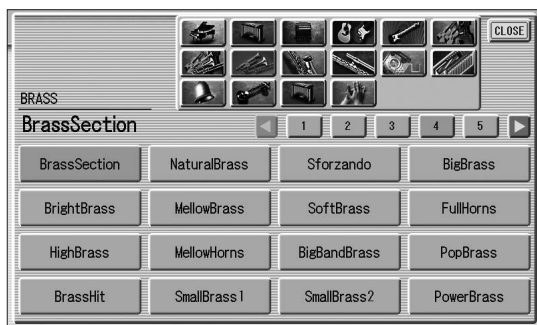 CLOSE
BRASS
BrassSection
1 2 3 4 5
BrassSection NaturalBrass Sforzando BigBrass
BrightBrass MellowBrass SoftBrass FullHorns
HighBrass MellowHorns BigBandBrass PopBrass
BrassHit SmallBrass1 SmallBrass2 PowerBrass